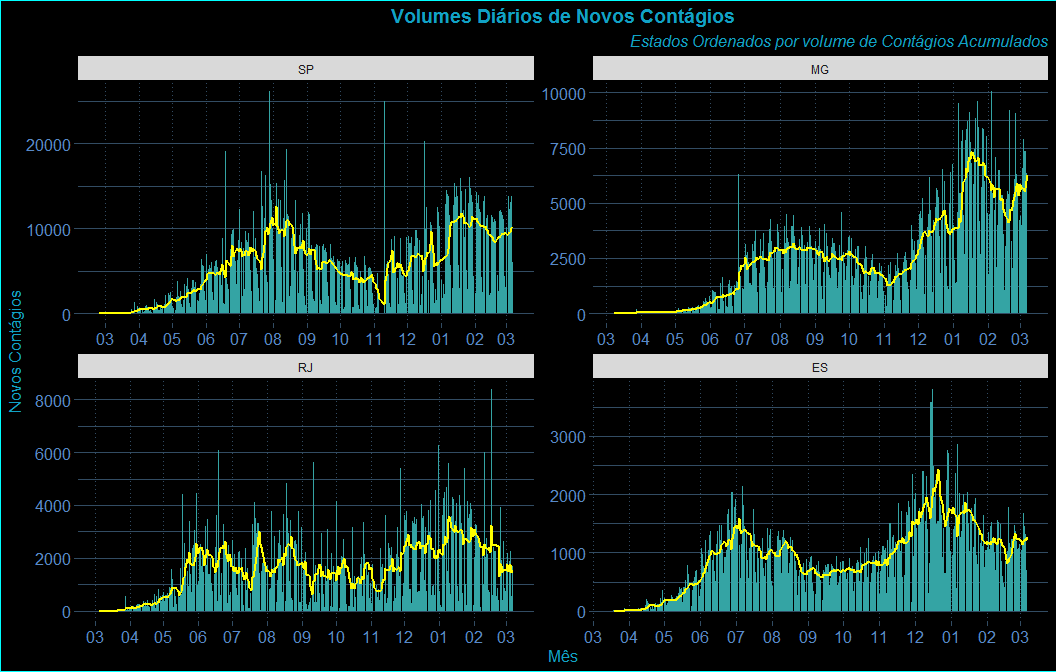 Volumes Diários de Novos Contágios
Estados Ordenados por volume de Contágios Acumulados
SP
MG
20000
10000
0
10000
7500
5000
2500
0
03 04 05 06 07 08 09 10 11 12 01 02 03
03 04 05 06 07 08 09 10 11 12 01 02 03
Novos Contágios
RJ
ES
8000
6000
4000
2000
0
3000
2000
1000
0
03 04 05 06 07 08 09 10 11 12 01 02 03
03 04 05 06 07 08 09 10 11 12 01 02 03
Mês